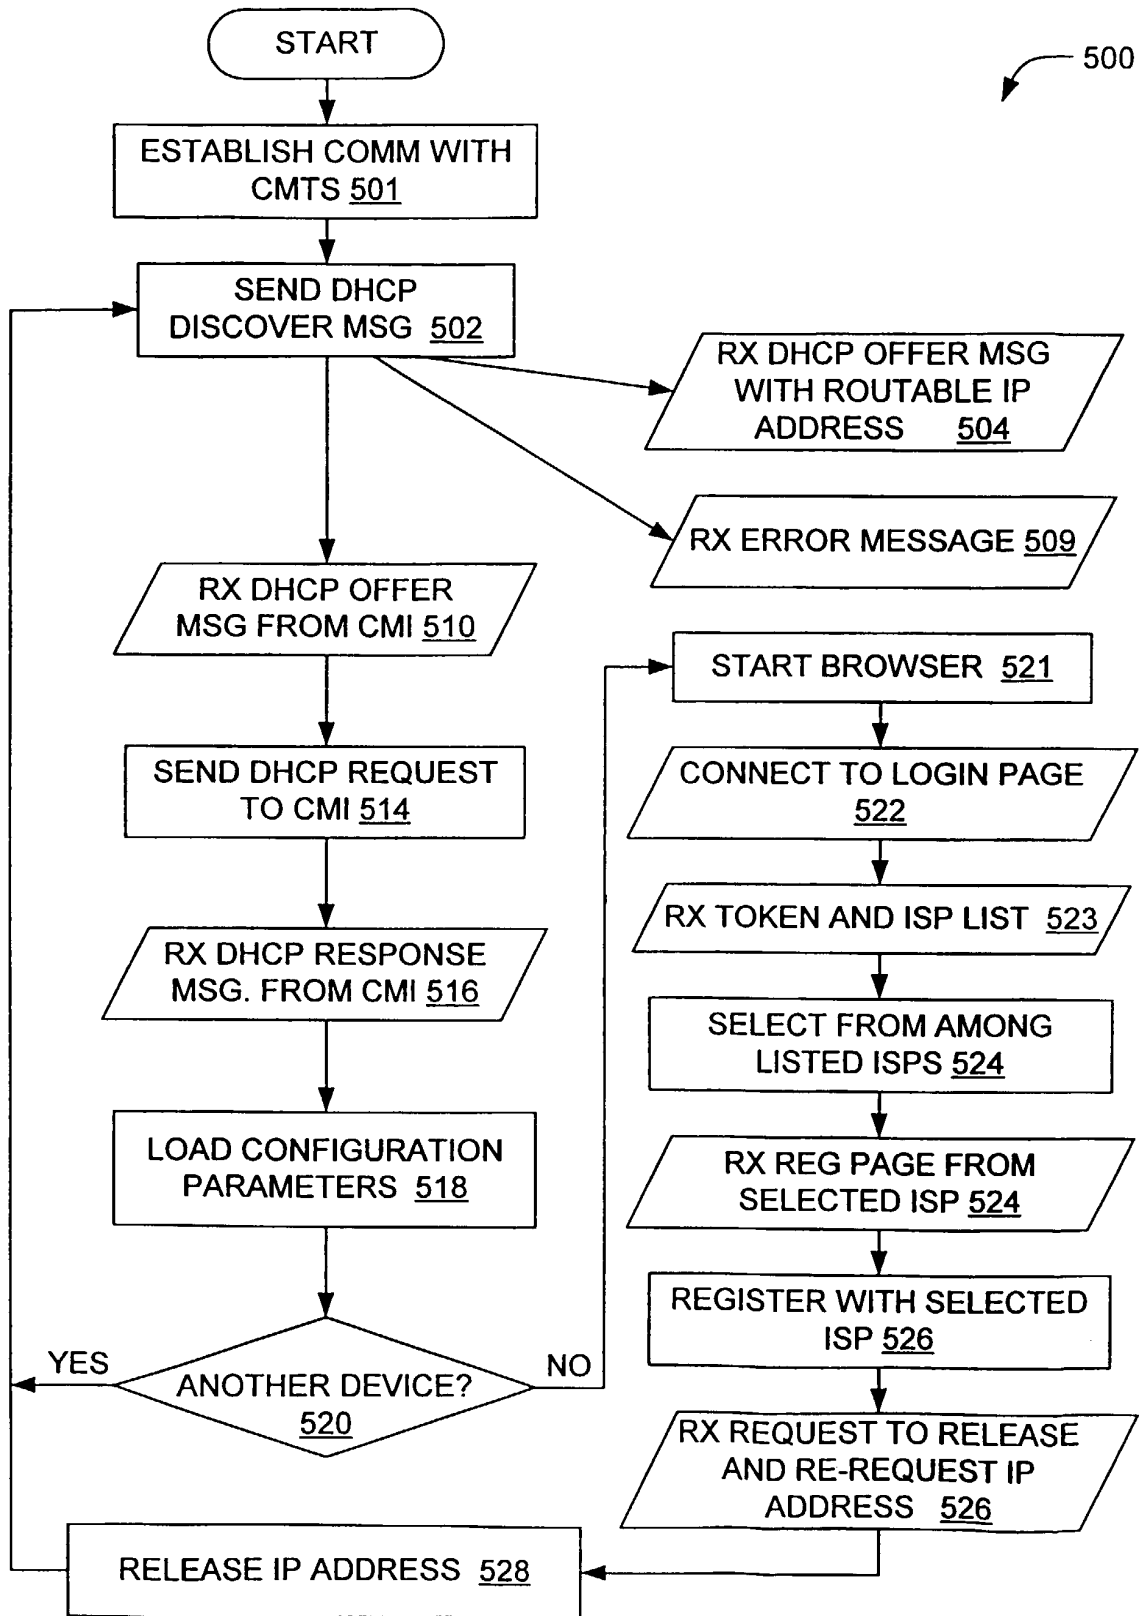 START
500
ESTABLISH COMM WITH
CMTS 501
SEND DHCP
DISCOVER MSG 502
RX DHCP OFFER MSG
WITH ROUTABLE IP
ADDRESS 504
RX ERROR MESSAGE 509
RX DHCP OFFER
MSG FROM CMI 510
SEND DHCP REQUEST
TO CMI 514
RX DHCP RESPONSE
MSG. FROM CMI 516
LOAD CONFIGURATION
PARAMETERS 518
YES
ANOTHER DEVICE?
520
NO
START BROWSER 521
CONNECT TO LOGIN PAGE
522
RX TOKEN AND ISP LIST 523
SELECT FROM AMONG
LISTED ISPS 524
RX REG PAGE FROM
SELECTED ISP 524
REGISTER WITH SELECTED
ISP 526
RX REQUEST TO RELEASE
AND RE-REQUEST IP
ADDRESS 526
RELEASE IP ADDRESS 528